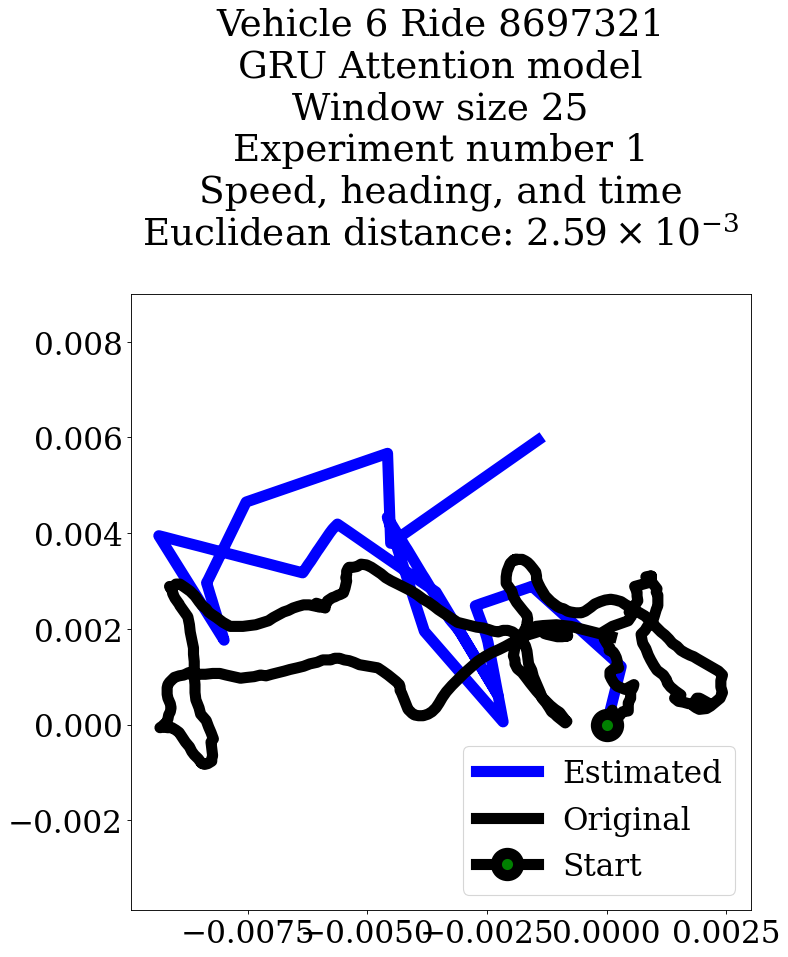 Vehicle 6 Ride 8697321
GRU Attention model
Window size 25
Experiment number 1
Speed, heading, and time
Euclidean distance: 2.59 × 10⁻³
0.008
0.006
0.004
0.002
0.000
−0.002
Estimated
Original
Start
−0.0075 −0.0050 −0.0025 0.0000 0.0025